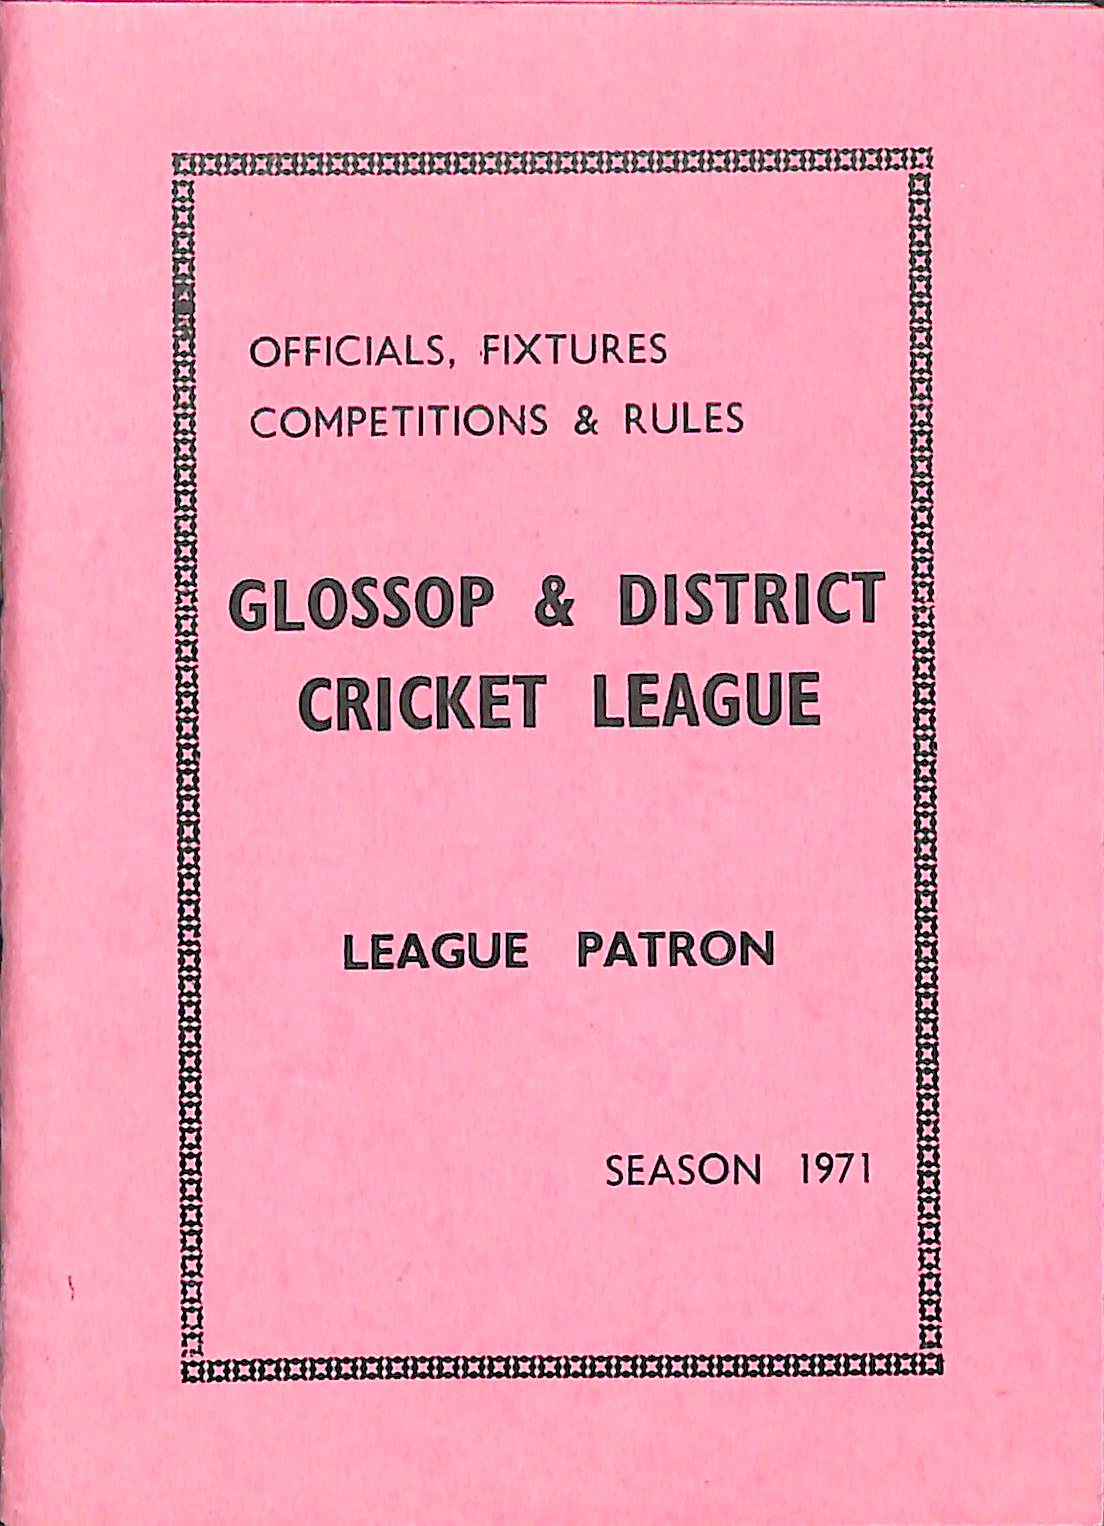 OFFICIALS, FIXTURES
COMPETITIONS & RULES
GLOSSOP & DISTRICT
CRICKET LEAGUE
LEAGUE PATRON
SEASON 1971